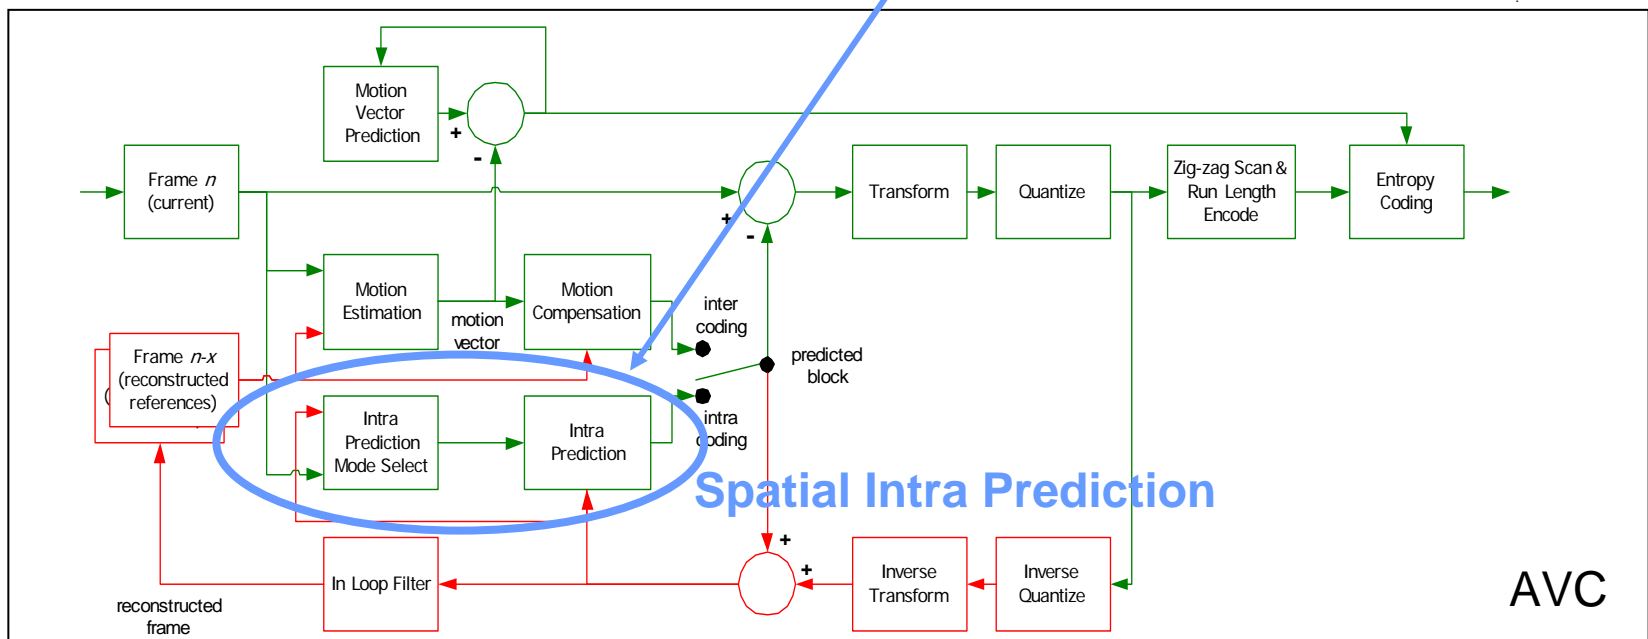 Motion
Vector
Prediction
+
-
Frame n
(current)
+
-
Transform
Quantize
Zig-zag Scan &
Run Length
Encode
Entropy
Coding
Motion
Estimation
motion
vector
Motion
Compensation
inter
coding
predicted
block
Frame n-x
(reconstructed
references)
(
Intra
Prediction
Mode Select
Intra
Prediction
intra
coding
Spatial Intra Prediction
In Loop Filter
+
+
Inverse
Transform
Inverse
Quantize
reconstructed
frame
AVC